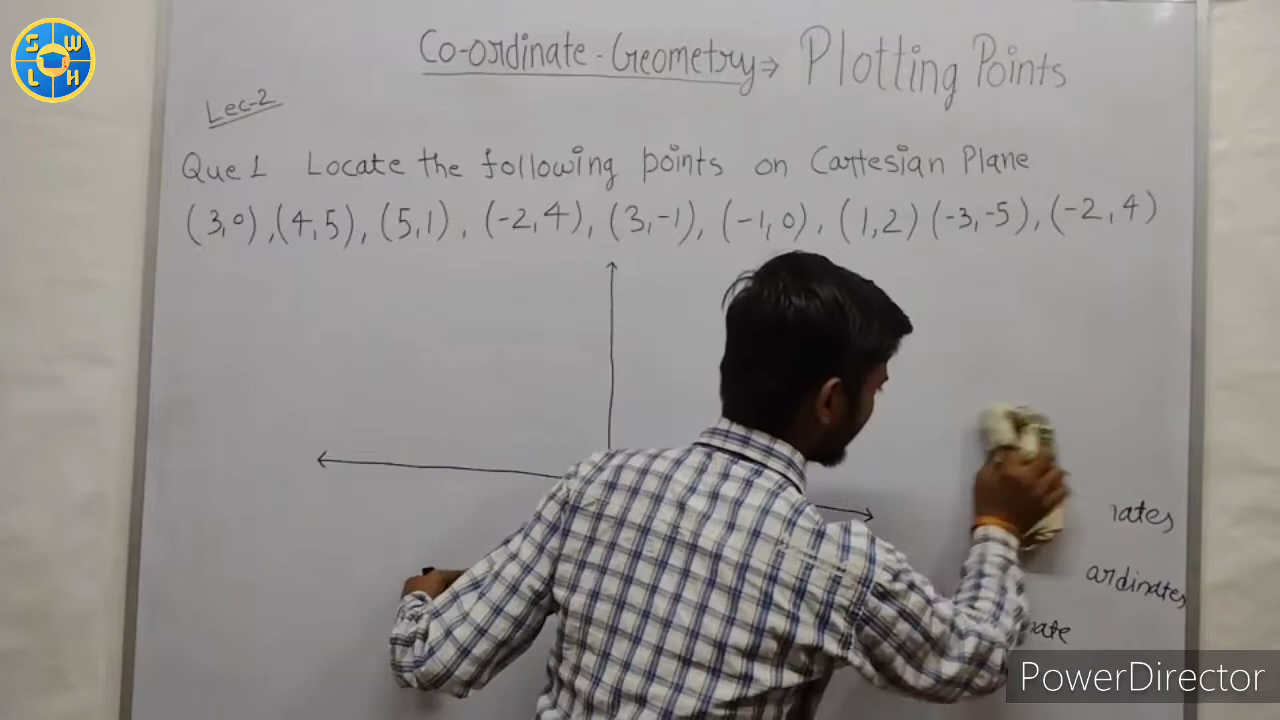 S W
L H
Co-ordinate-Geometry⇒ Plotting Points
Lec-2
Que 1 Locate the following points on Cartesian Plane
(3,0),(4,5), (5,1), (-2,4), (3,-1), (-1,0), (1,2) (-3,-5), (-2,4)
PowerDirector